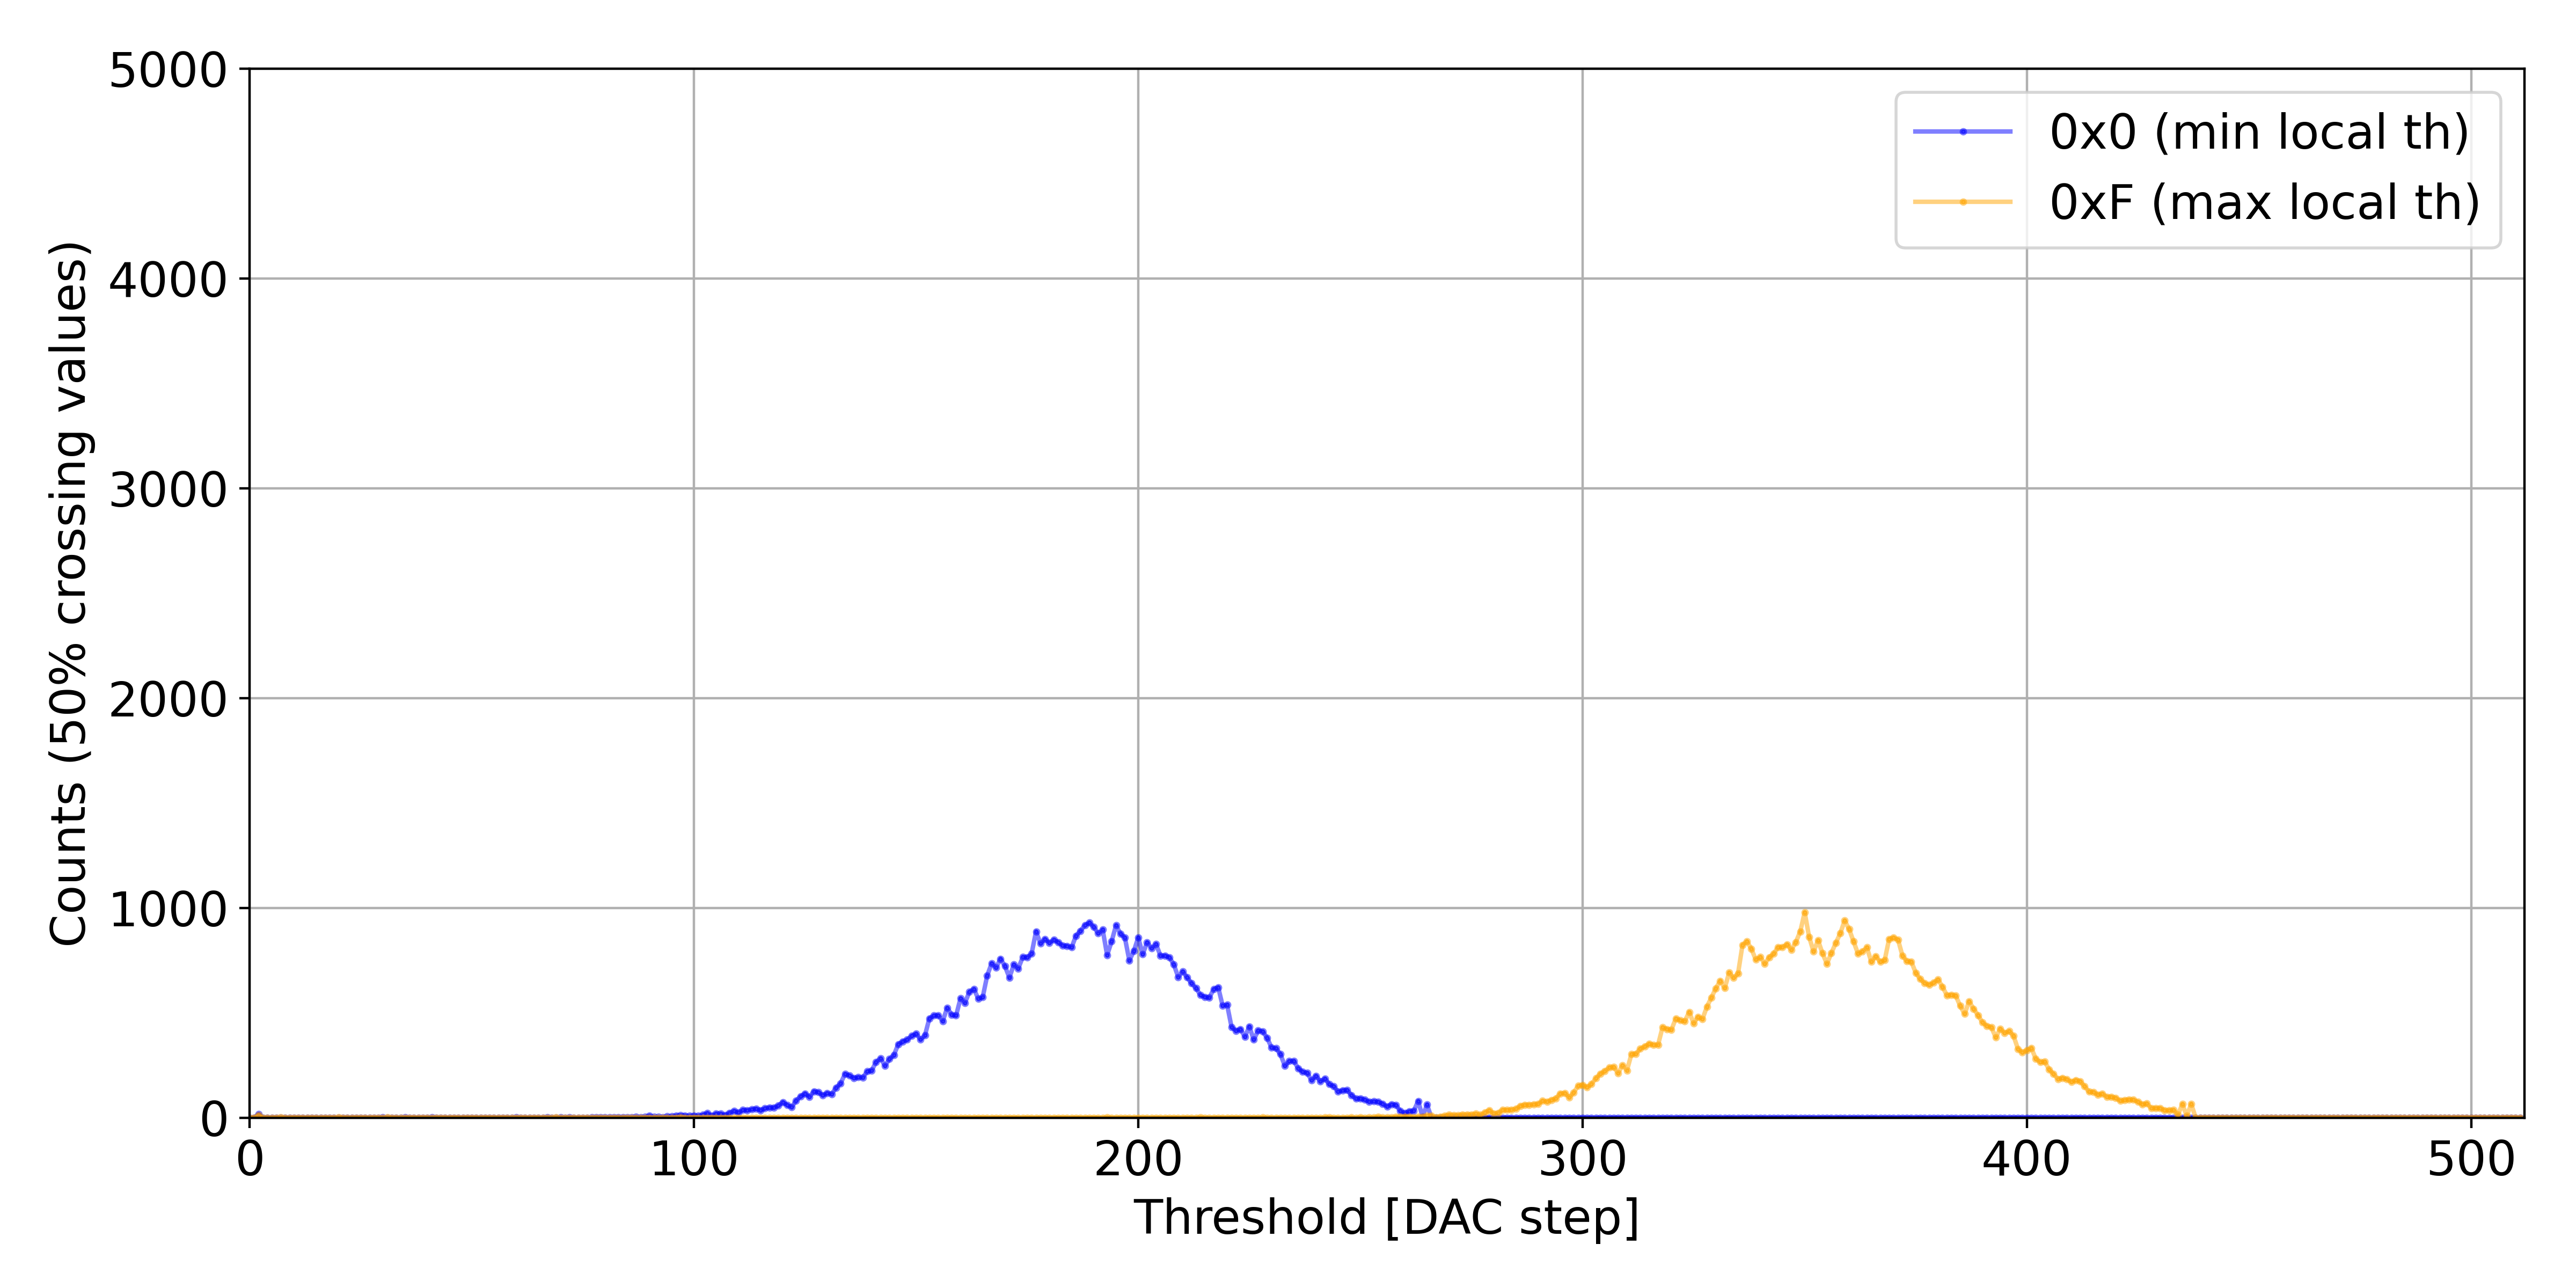 5000
4000
3000
2000
1000
0
Counts (50% crossing values)
0x0 (min local th)
0xF (max local th)
0 100 200 300 400 500
Threshold [DAC step]